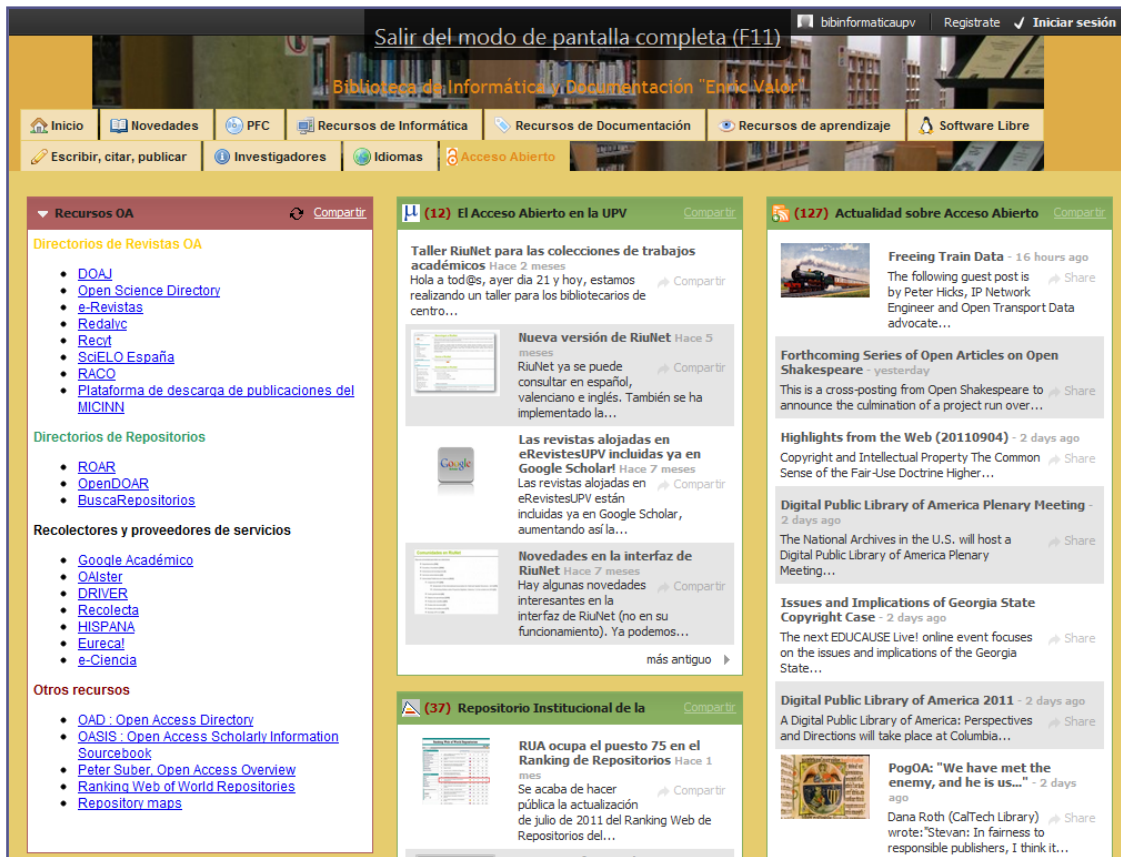 bibinformaticaupv Registrate Iniciar sesión
Salir del modo de pantalla completa (F11)
Biblioteca de Informática y Documentación "Enric Valor"
Inicio Novedades PFC Recursos de Informática Recursos de Documentación Recursos de aprendizaje Software Libre
Escribir, citar, publicar Investigadores Idiomas Acceso Abierto
Recursos OA Compartir
Directorios de Revistas OA
DOAJ
Open Science Directory
e-Revistas
Redalyc
Recyt
SciELO España
RACO
Plataforma de descarga de publicaciones del
MICINN
Directorios de Repositorios
ROAR
OpenDOAR
BuscaRepositorios
Recolectores y proveedores de servicios
Google Académico
OAIster
DRIVER
Recolecta
HISPANA
Eureca!
e-Ciencia
Otros recursos
OAD : Open Access Directory
OASIS : Open Access Scholarly Information
Sourcebook
Peter Suber, Open Access Overview
Ranking Web of World Repositories
Repository maps
(12) El Acceso Abierto en la UPV Compartir
Taller RiuNet para las colecciones de trabajos
académicos Hace 2 meses
Hola a tod@s, ayer dia 21 y hoy, estamos Compartir
realizando un taller para los bibliotecarios de
centro...
Nueva versión de RiuNet Hace 5
meses
RiuNet ya se puede Compartir
consultar en español,
valenciano e inglés. También se ha
implementado la...
Google
Las revistas alojadas en
eRevistesUPV incluidas ya en
Google Scholar! Hace 7 meses
Las revistas alojadas en Compartir
eRevistesUPV están
incluidas ya en Google Scholar,
aumentando así la...
Novedades en la interfaz de
RiuNet Hace 7 meses
Hay algunas novedades Compartir
interesantes en la
interfaz de RiuNet (no en su
funcionamiento). Ya podemos...
más antiguo
(37) Repositorio Institucional de la Compartir
RUA ocupa el puesto 75 en el
Ranking de Repositorios Hace 1
mes
Se acaba de hacer Compartir
pública la actualización
de julio de 2011 del Ranking Web de
Repositorios del...
(127) Actualidad sobre Acceso Abierto Compartir
Freeing Train Data - 16 hours ago
The following guest post is Share
by Peter Hicks, IP Network
Engineer and Open Transport Data
advocate...
Forthcoming Series of Open Articles on Open
Shakespeare - yesterday
This is a cross-posting from Open Shakespeare to Share
announce the culmination of a project run over...
Highlights from the Web (20110904) - 2 days ago
Copyright and Intellectual Property The Common Share
Sense of the Fair-Use Doctrine Higher...
Digital Public Library of America Plenary Meeting -
2 days ago
The National Archives in the U.S. will host a Share
Digital Public Library of America Plenary
Meeting...
Issues and Implications of Georgia State
Copyright Case - 2 days ago
The next EDUCAUSE Live! online event focuses Share
on the issues and implications of the Georgia
State...
Digital Public Library of America 2011 - 2 days ago
A Digital Public Library of America: Perspectives Share
and Directions will take place at Columbia...
PogOA: "We have met the
enemy, and he is us..." - 2 days
ago
Dana Roth (CalTech Library) Share
wrote:"Stevan: In fairness to
responsible publishers, I think it...